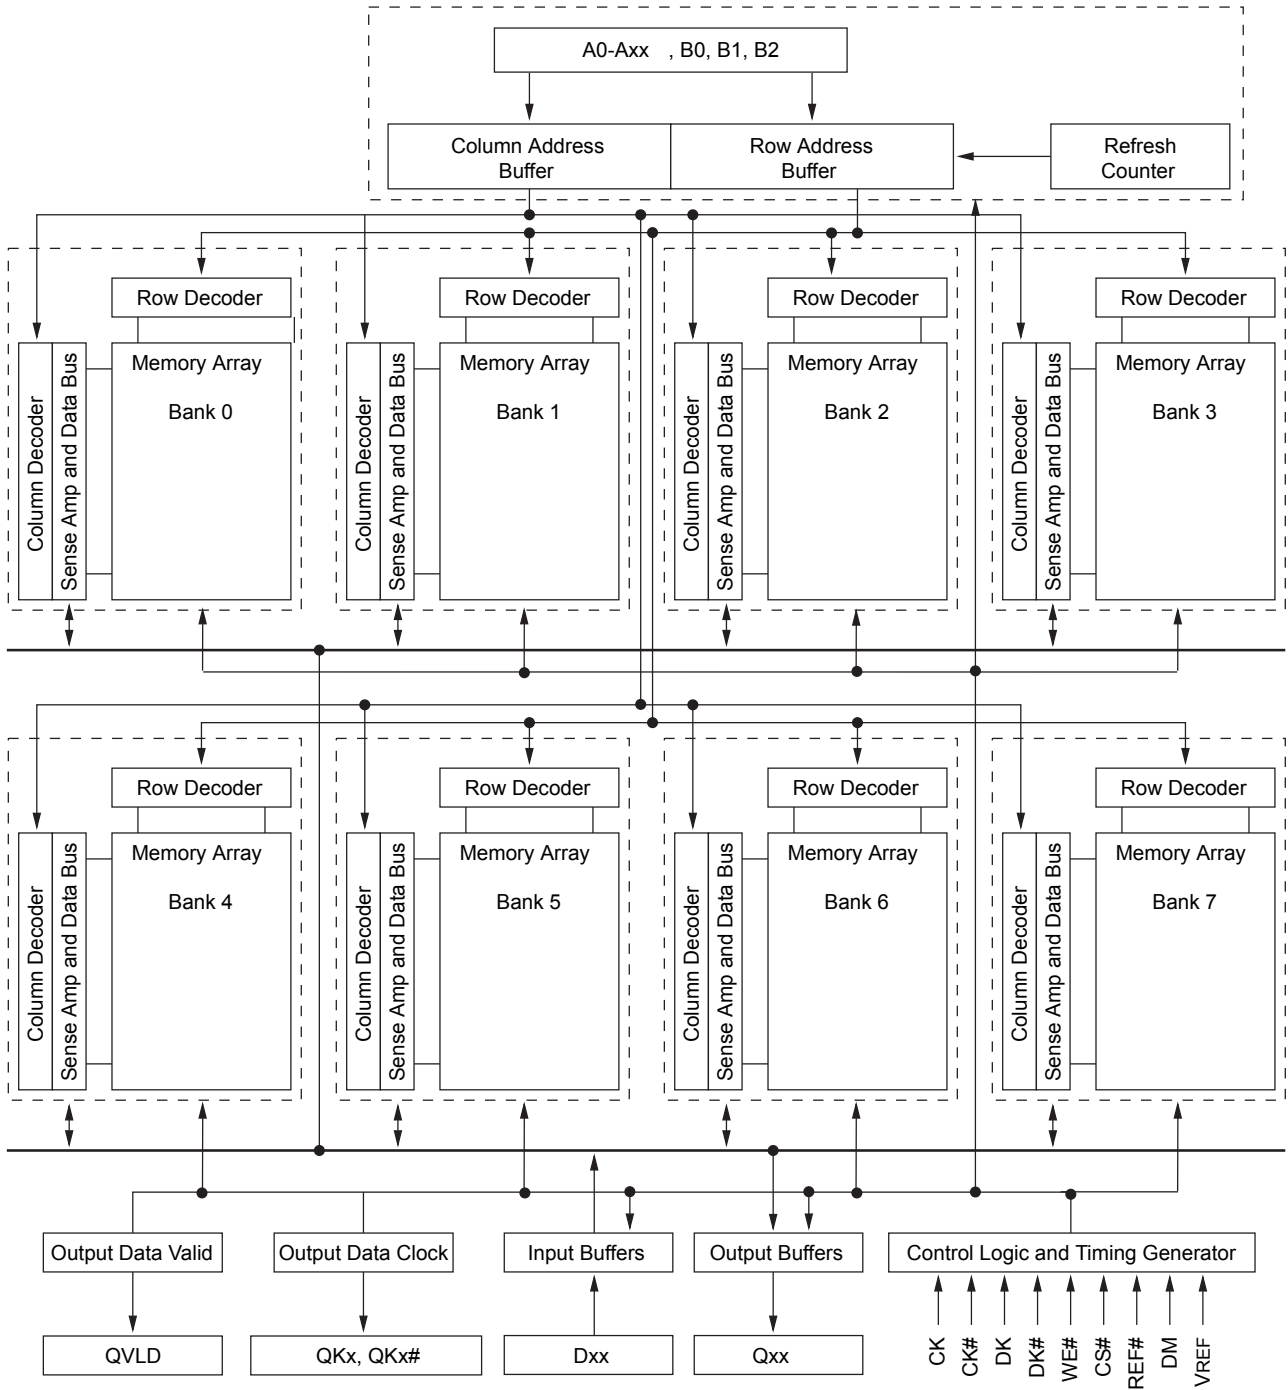 A0-Axx , B0, B1, B2
Column Address
Buffer
Row Address
Buffer
Refresh
Counter
Row Decoder
Row Decoder
Row Decoder
Row Decoder
Column Decoder
Sense Amp and Data Bus
Memory Array
Bank 0
Column Decoder
Sense Amp and Data Bus
Memory Array
Bank 1
Column Decoder
Sense Amp and Data Bus
Memory Array
Bank 2
Column Decoder
Sense Amp and Data Bus
Memory Array
Bank 3
Row Decoder
Row Decoder
Row Decoder
Row Decoder
Column Decoder
Sense Amp and Data Bus
Memory Array
Bank 4
Column Decoder
Sense Amp and Data Bus
Memory Array
Bank 5
Column Decoder
Sense Amp and Data Bus
Memory Array
Bank 6
Column Decoder
Sense Amp and Data Bus
Memory Array
Bank 7
Output Data Valid
Output Data Clock
Input Buffers
Output Buffers
Control Logic and Timing Generator
QVLD
QKx, QKx#
Dxx
Qxx
CK
CK#
DK
DK#
WE#
CS#
REF#
DM
VREF